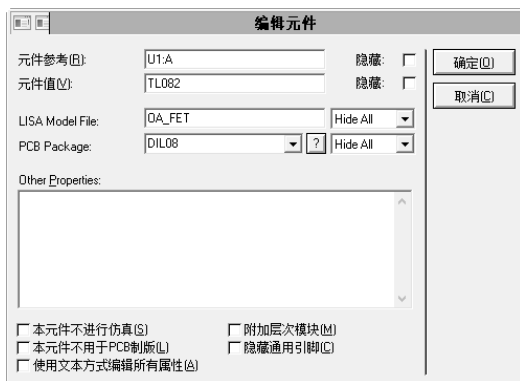 编辑元件
元件参考(R): U1:A 隐藏: 确定(O)
元件值(V): TL082 隐藏: 取消(C)
LISA Model File: OA_FET Hide All
PCB Package: DIL08 ? Hide All
Other Properties:
本元件不进行仿真(S) 附加层次模块(M)
本元件不用于PCB制版(L) 隐藏通用引脚(C)
使用文本方式编辑所有属性(A)